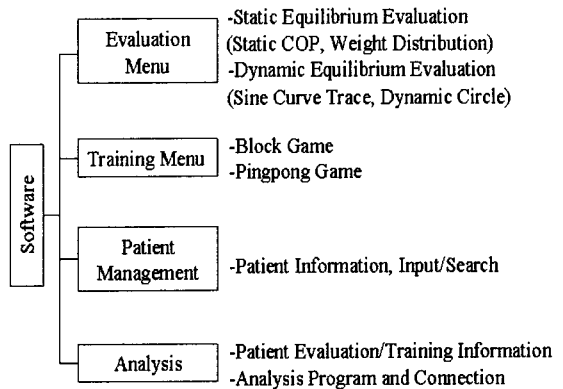 Software
Evaluation
Menu
-Static Equilibrium Evaluation
(Static COP, Weight Distribution)
-Dynamic Equilibrium Evaluation
(Sine Curve Trace, Dynamic Circle)
Training Menu
-Block Game
-Pingpong Game
Patient
Management
-Patient Information, Input/Search
Analysis
-Patient Evaluation/Training Information
-Analysis Program and Connection